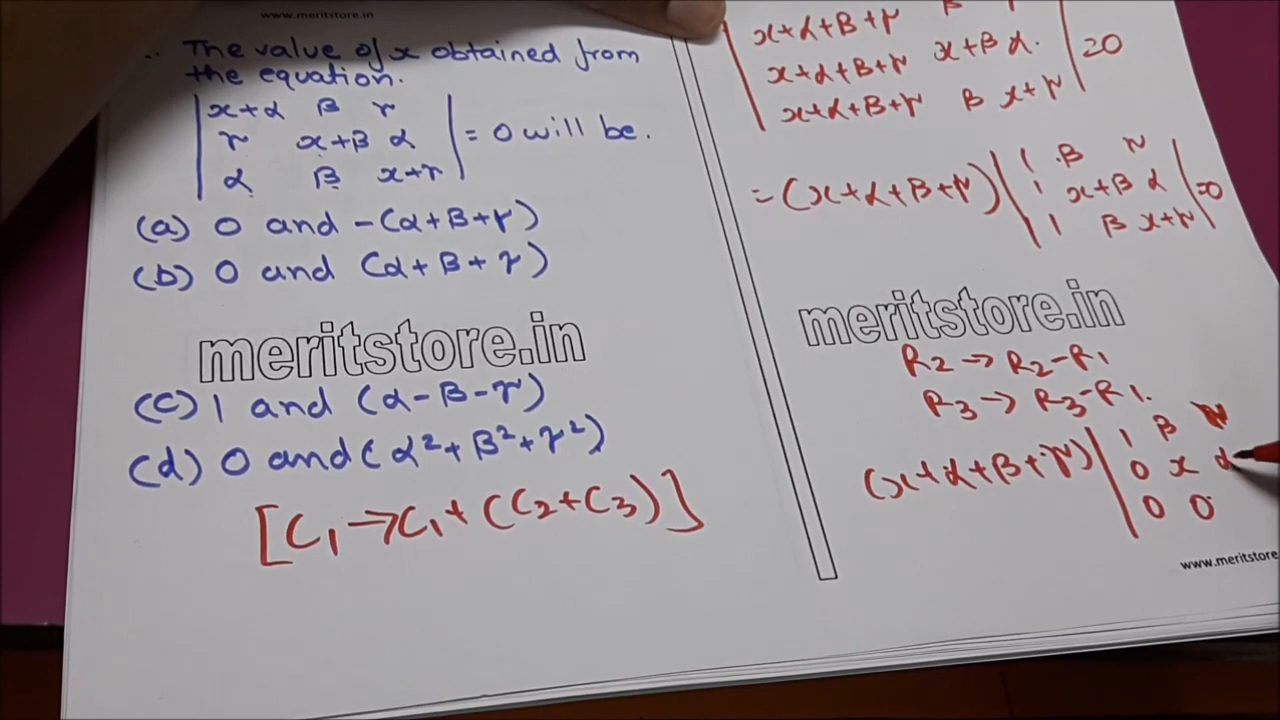 www.meritstore.in
The value of x obtained from
the equation.
| x+α β γ |
| γ x+β α | = 0 will be.
| α β x+γ |
(a) 0 and -(α+β+γ)
(b) 0 and (α+β+γ)
meritstore.in
(c) 1 and (α-β-γ)
(d) 0 and (α²+β²+γ²)
[C₁→C₁+(C₂+C₃)]
| x+α+β+γ β
| x+α+β+γ x+β α. | =0
| x+α+β+γ β x+γ |
| 1 β γ |
= (x+α+β+γ) | 1 x+β α | =0
| 1 β x+γ |
meritstore.in
R₂ → R₂-R₁
R₃ → R₃-R₁.
| 1 β γ
(x+α+β+γ) | 0 x α
| 0 0
www.meritstore